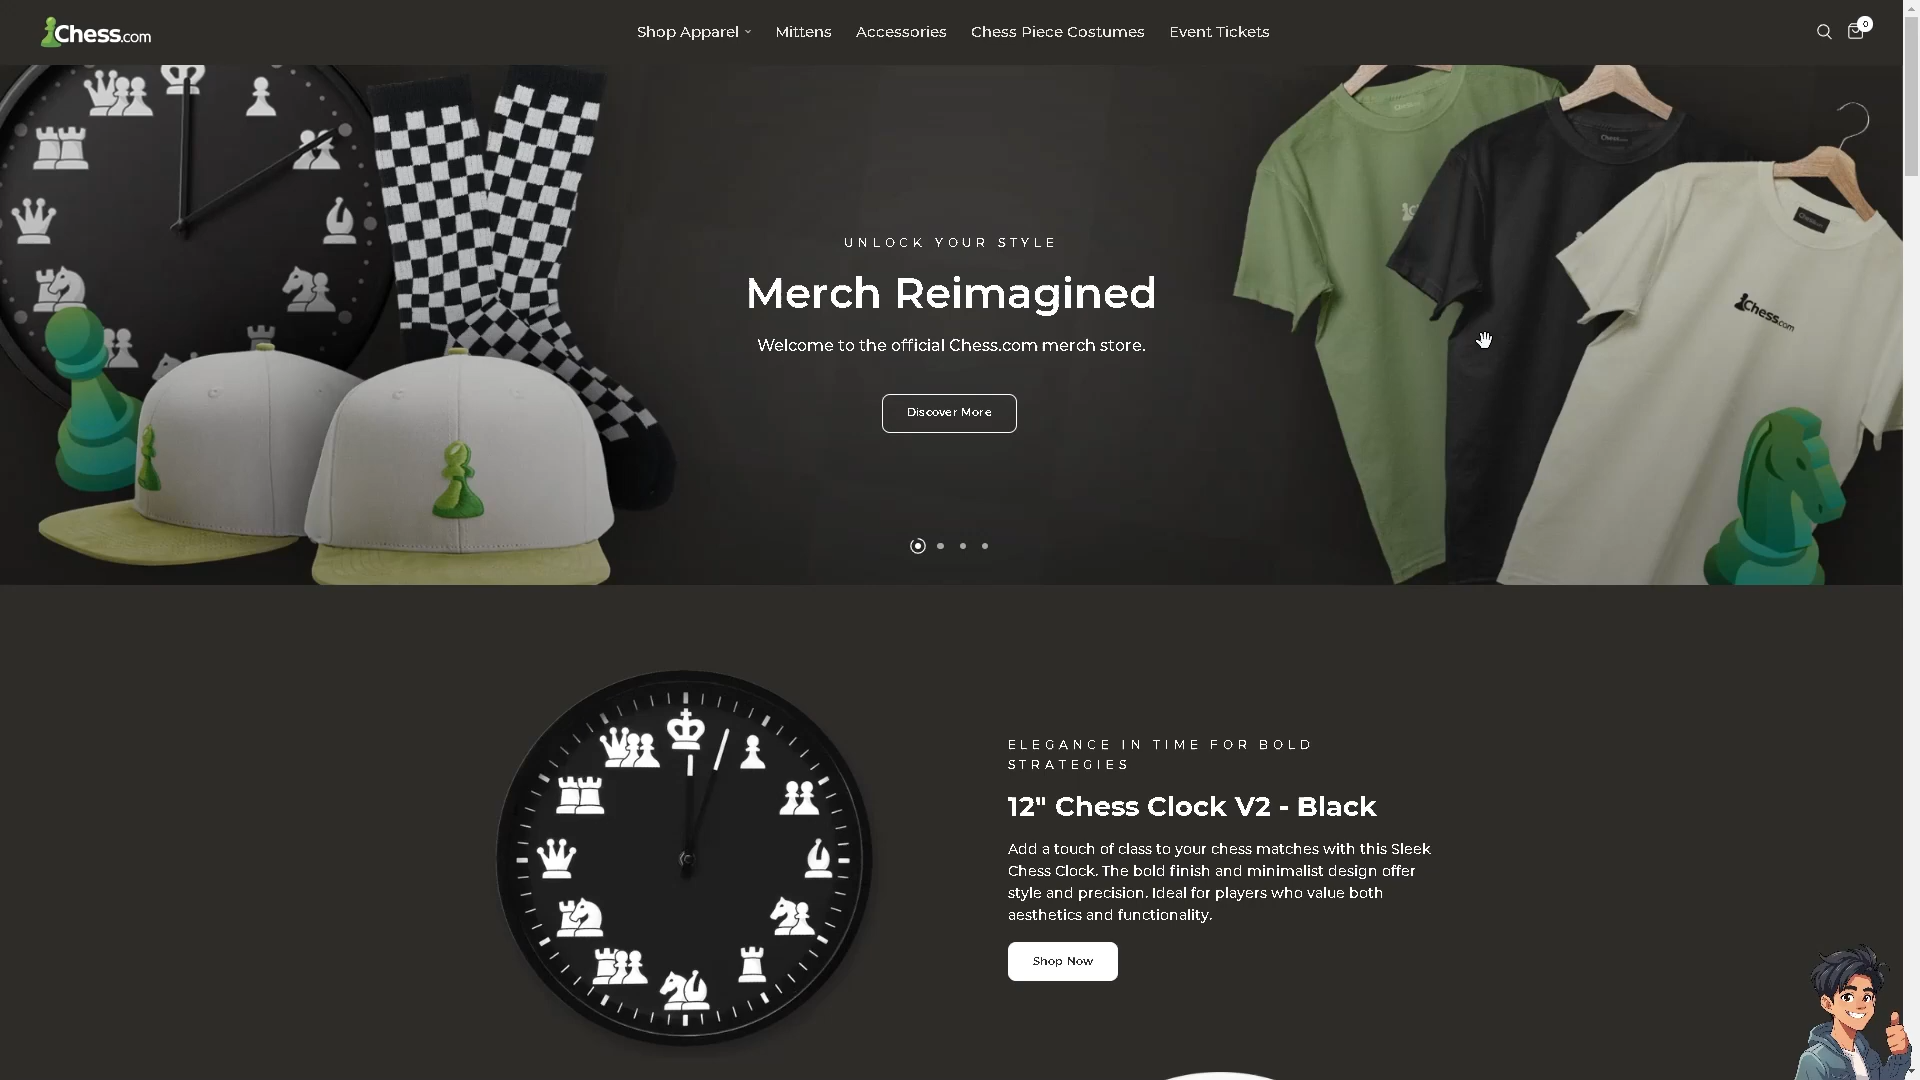 Chess.com
Shop Apparel
Mittens
Accessories
Chess Piece Costumes
Event Tickets
0
UNLOCK YOUR STYLE
Merch Reimagined
Welcome to the official Chess.com merch store.
Discover More
Chess.com
ELEGANCE IN TIME FOR BOLD
STRATEGIES
12" Chess Clock V2 - Black
Add a touch of class to your chess matches with this Sleek
Chess Clock. The bold finish and minimalist design offer
style and precision. Ideal for players who value both
aesthetics and functionality.
Shop Now